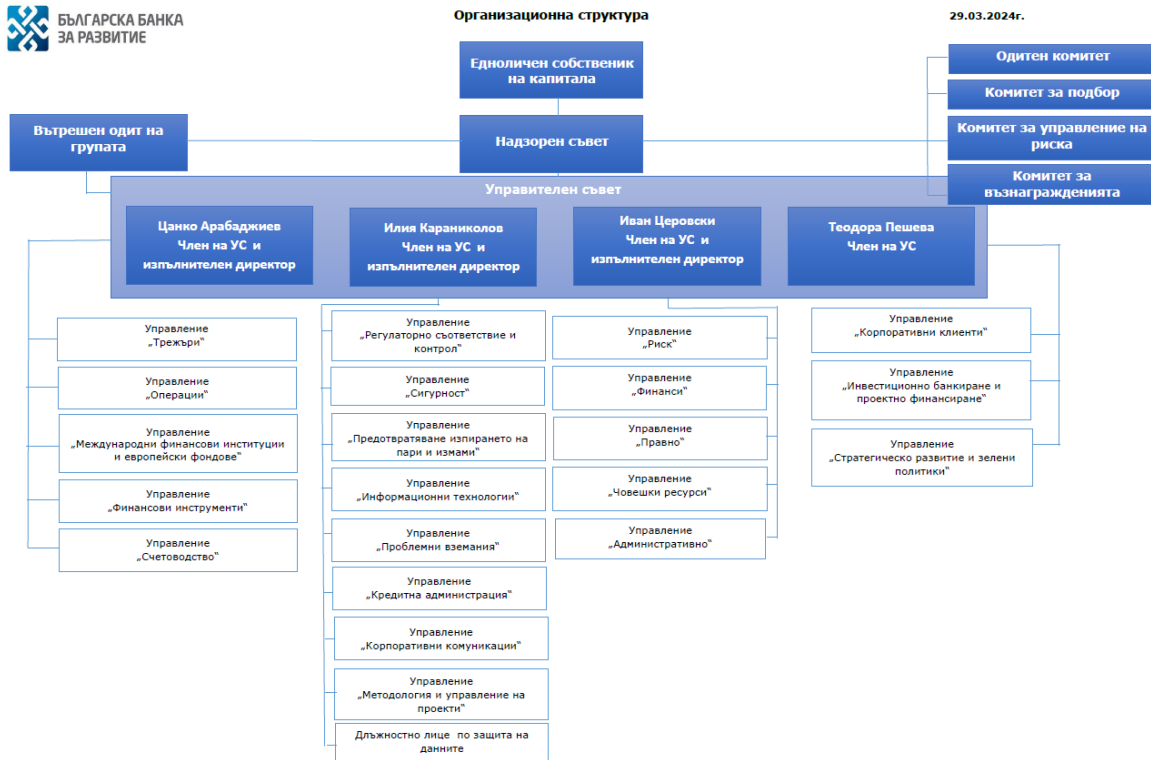 БЪЛГАРСКА БАНКА
ЗА РАЗВИТИЕ
Организационна структура
29.03.2024г.
Едноличен собственик
на капитала
Надзорен съвет
Вътрешен одит на
групата
Одитен комитет
Комитет за подбор
Комитет за управление на
риска
Комитет за
възнагражденията
Управителен съвет
Цанко Арабаджиев
Член на УС и
изпълнителен директор
Илия Караниколов
Член на УС и
изпълнителен директор
Иван Церовски
Член на УС и
изпълнителен директор
Теодора Пешева
Член на УС
Управление
„Трежъри“
Управление
„Операции“
Управление
„Международни финансови институции
и европейски фондове“
Управление
„Финансови инструменти“
Управление
„Счетоводство“
Управление
„Регулаторно съответствие и
контрол“
Управление
„Сигурност“
Управление
„Предотвратяване изпирането на
пари и измами“
Управление
„Информационни технологии“
Управление
„Проблемни вземания“
Управление
„Кредитна администрация“
Управление
„Корпоративни комуникации“
Управление
„Методология и управление на
проекти“
Длъжностно лице по защита на
данните
Управление
„Риск“
Управление
„Финанси“
Управление
„Правно“
Управление
„Човешки ресурси“
Управление
„Административно“
Управление
„Корпоративни клиенти“
Управление
„Инвестиционно банкиране и
проектно финансиране“
Управление
„Стратегическо развитие и зелени
политики“